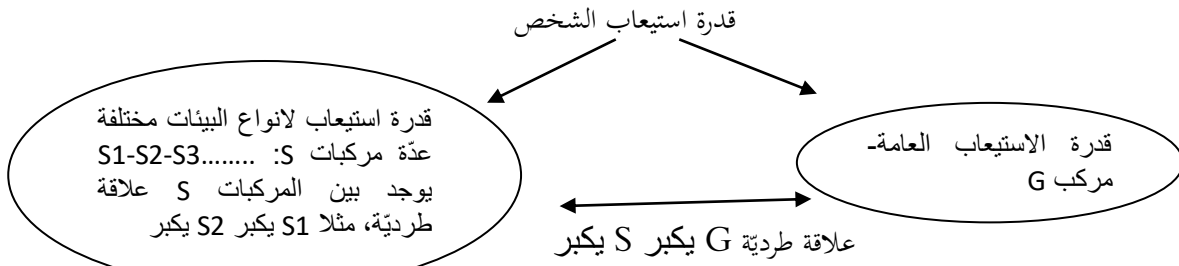 قدرة استيعاب الشخص
قدرة الاستيعاب العامة-
مركب G
قدرة استيعاب لانواع البيئات مختلفة
عدّة مركبات S: ........S1-S2-S3
يوجد بين المركبات S علاقة
طرديّة، مثلا S1 يكبر S2 يكبر
علاقة طرديّة G يكبر S يكبر